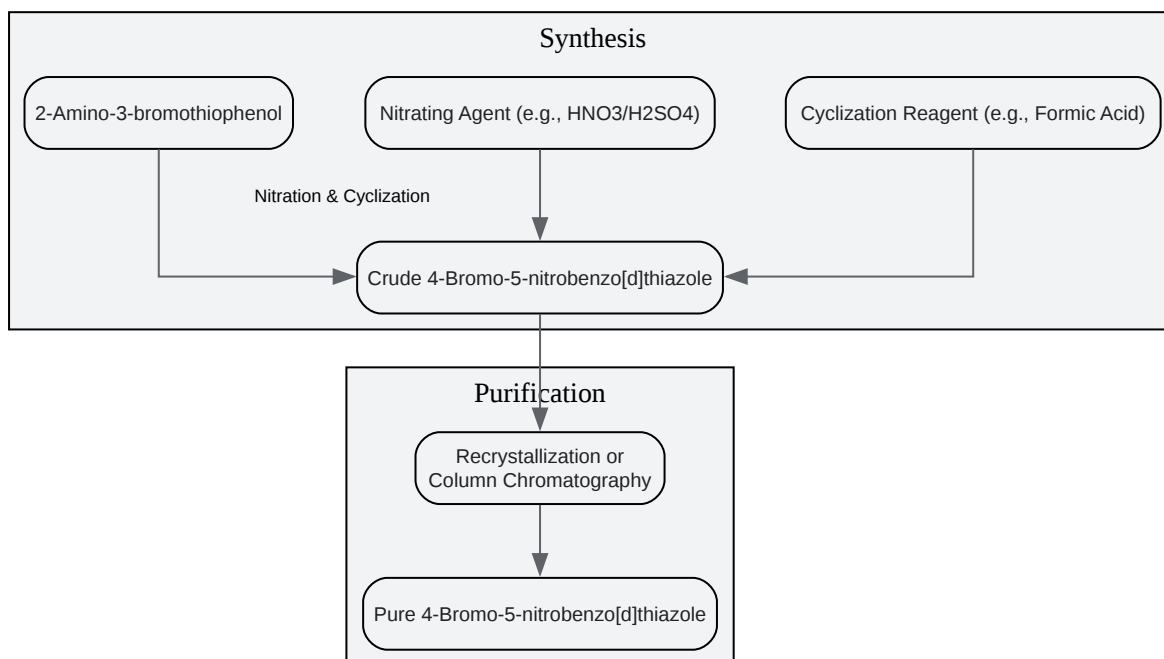 Synthesis
2-Amino-3-bromothiophenol
Nitrating Agent (e.g., HNO3/H2SO4)
Cyclization Reagent (e.g., Formic Acid)
Nitration & Cyclization
Crude 4-Bromo-5-nitrobenzo[d]thiazole
Purification
Recrystallization or
Column Chromatography
Pure 4-Bromo-5-nitrobenzo[d]thiazole